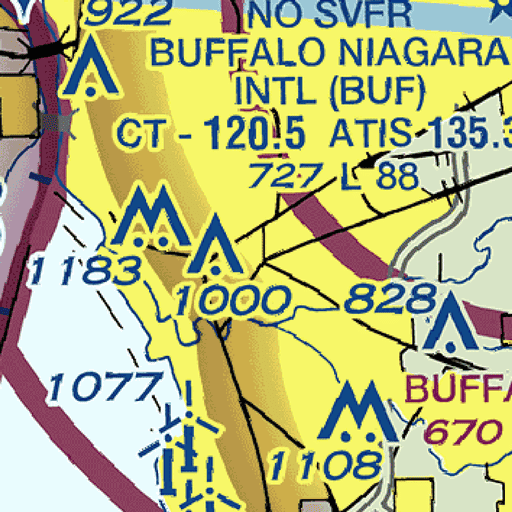 922
NO SVFR
BUFFALO NIAGARA
INTL (BUF)
CT - 120.5 ATIS 135.3
727 L 88
1183
1000
828
1077
BUFFA
670
1108